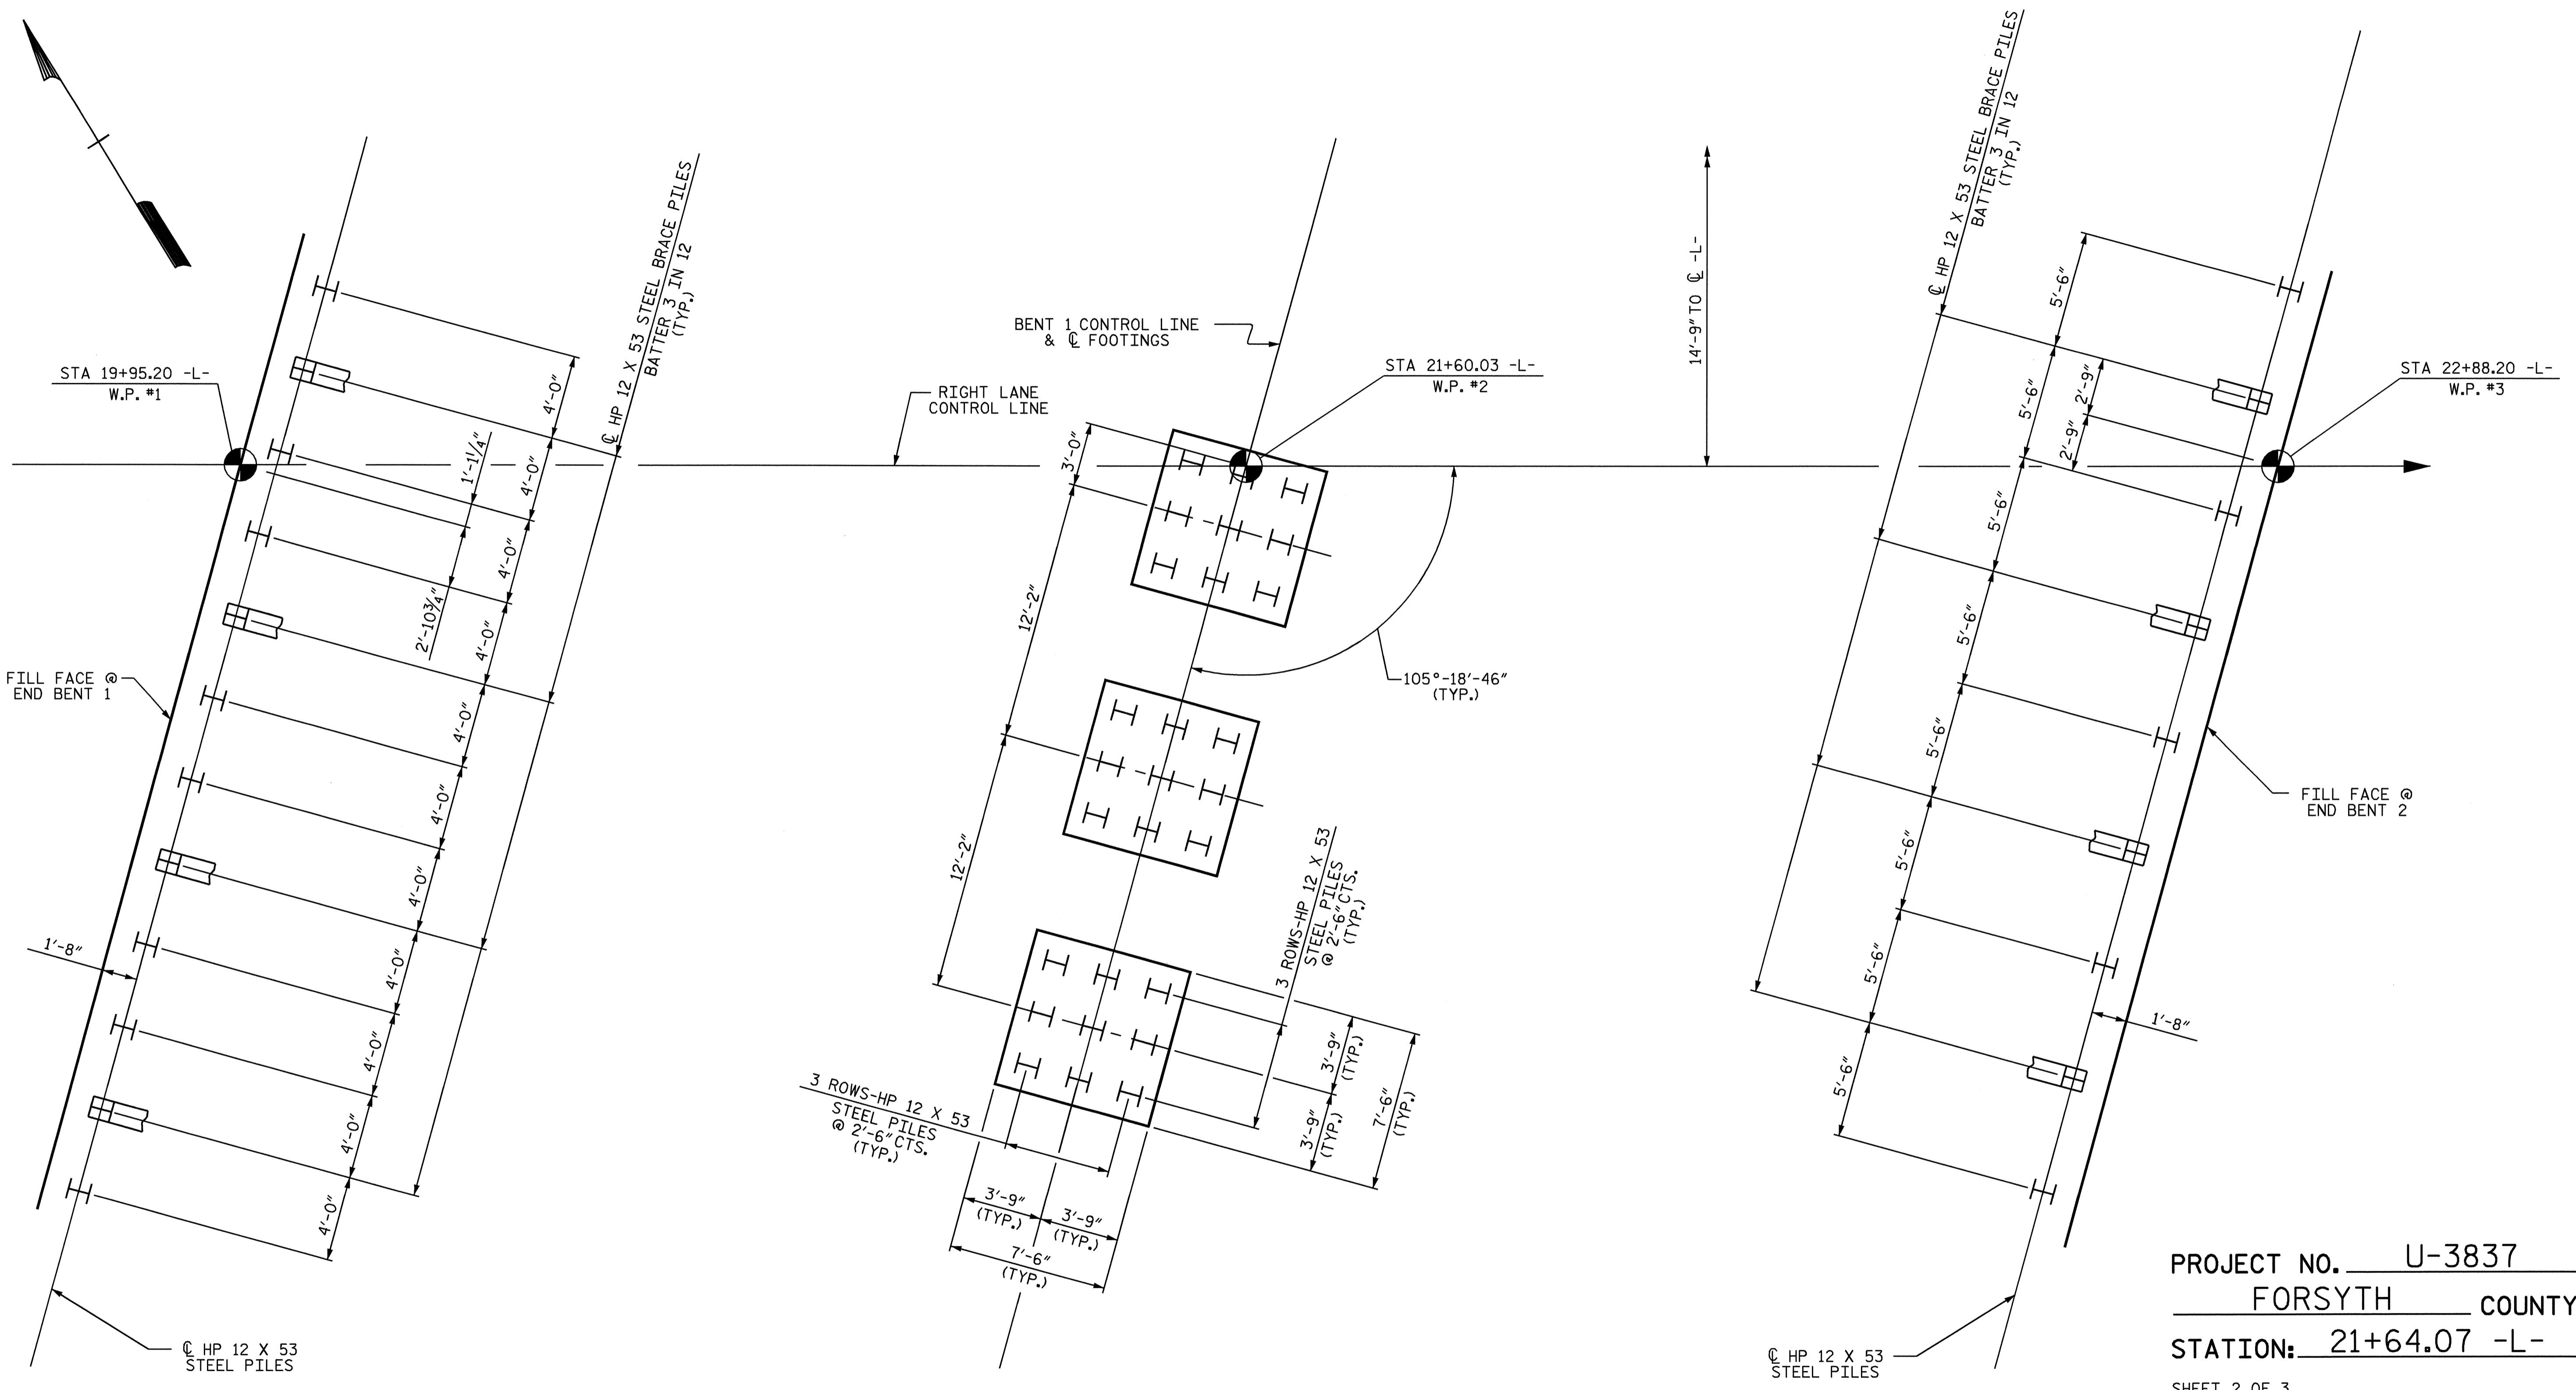 STA 19+95.20 -L-
W.P. #1
FILL FACE @
END BENT 1
1'-8"
℄ HP 12 X 53
STEEL PILES
4'-0"
4'-0"
4'-0"
4'-0"
4'-0"
4'-0"
4'-0"
4'-0"
4'-0"
4'-0"
4'-0"
1'-1¼"
2'-10¾"
℄ HP 12 X 53 STEEL BRACE PILES
BATTER 3 IN 12
(TYP.)
RIGHT LANE
CONTROL LINE
BENT 1 CONTROL LINE
& ℄ FOOTINGS
STA 21+60.03 -L-
W.P. #2
14'-9" TO ℄ -L-
3'-0"
12'-2"
12'-2"
105°-18'-46"
(TYP.)
3 ROWS-HP 12 X 53
STEEL PILES
@ 2'-6" CTS.
(TYP.)
3 ROWS-HP 12 X 53
STEEL PILES
@ 2'-6" CTS.
(TYP.)
3'-9"
(TYP.)
3'-9"
(TYP.)
7'-6"
(TYP.)
3'-9"
(TYP.)
3'-9"
(TYP.)
7'-6"
(TYP.)
℄ HP 12 X 53 STEEL BRACE PILES
BATTER 3 IN 12
(TYP.)
5'-6"
5'-6"
2'-9"
2'-9"
5'-6"
5'-6"
5'-6"
5'-6"
5'-6"
5'-6"
STA 22+88.20 -L-
W.P. #3
FILL FACE @
END BENT 2
1'-8"
℄ HP 12 X 53
STEEL PILES
PROJECT NO. U-3837
FORSYTH COUNTY
STATION: 21+64.07 -L-
SHEET 2 OF 3